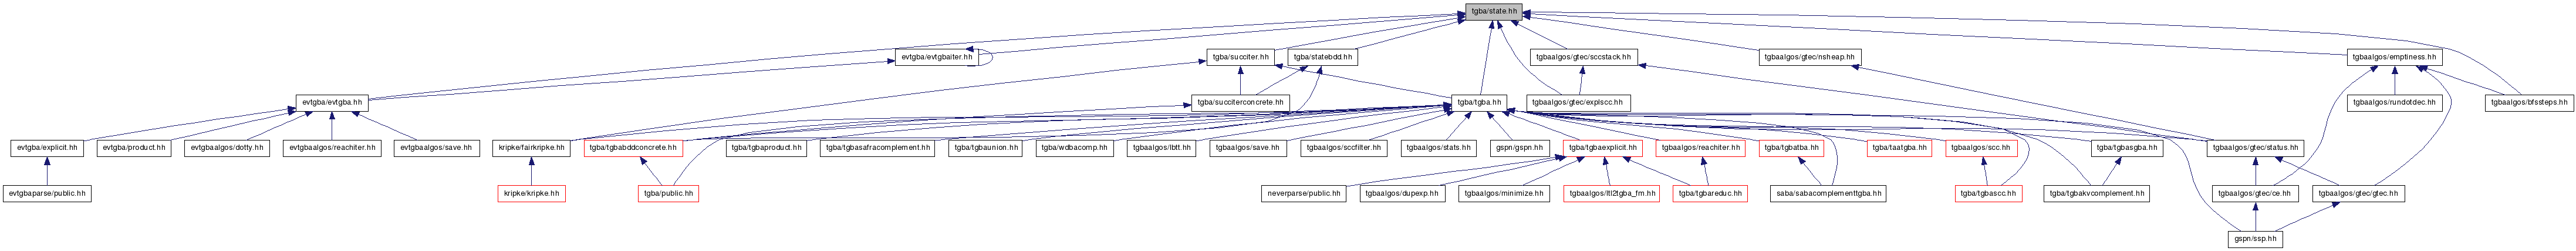 tgba/state.hh
evtgba/evtgbaiter.hh
tgba/succiter.hh
tgba/statebdd.hh
tgbaalgos/gtec/sccstack.hh
tgbaalgos/gtec/nsheap.hh
tgbaalgos/emptiness.hh
evtgba/evtgba.hh
tgba/succiterconcrete.hh
tgba/tgba.hh
tgbaalgos/gtec/explscc.hh
tgbaalgos/rundotdec.hh
tgbaalgos/bfssteps.hh
evtgba/explicit.hh
evtgba/product.hh
evtgbaalgos/dotty.hh
evtgbaalgos/reachiter.hh
evtgbaalgos/save.hh
kripke/fairkripke.hh
tgba/tgbabddconcrete.hh
tgba/tgbaproduct.hh
tgba/tgbasafracomplement.hh
tgba/tgbaunion.hh
tgba/wdbacomp.hh
tgbaalgos/lbtt.hh
tgbaalgos/save.hh
tgbaalgos/sccfilter.hh
tgbaalgos/stats.hh
gspn/gspn.hh
tgba/tgbaexplicit.hh
tgbaalgos/reachiter.hh
tgba/tgbatba.hh
tgba/taatgba.hh
tgbaalgos/scc.hh
tgba/tgbasgba.hh
tgbaalgos/gtec/status.hh
evtgbaparse/public.hh
kripke/kripke.hh
tgba/public.hh
neverparse/public.hh
tgbaalgos/dupexp.hh
tgbaalgos/minimize.hh
tgbaalgos/ltl2tgba_fm.hh
tgba/tgbareduc.hh
saba/sabacomplementtgba.hh
tgba/tgbascc.hh
tgba/tgbakvcomplement.hh
tgbaalgos/gtec/ce.hh
tgbaalgos/gtec/gtec.hh
gspn/ssp.hh